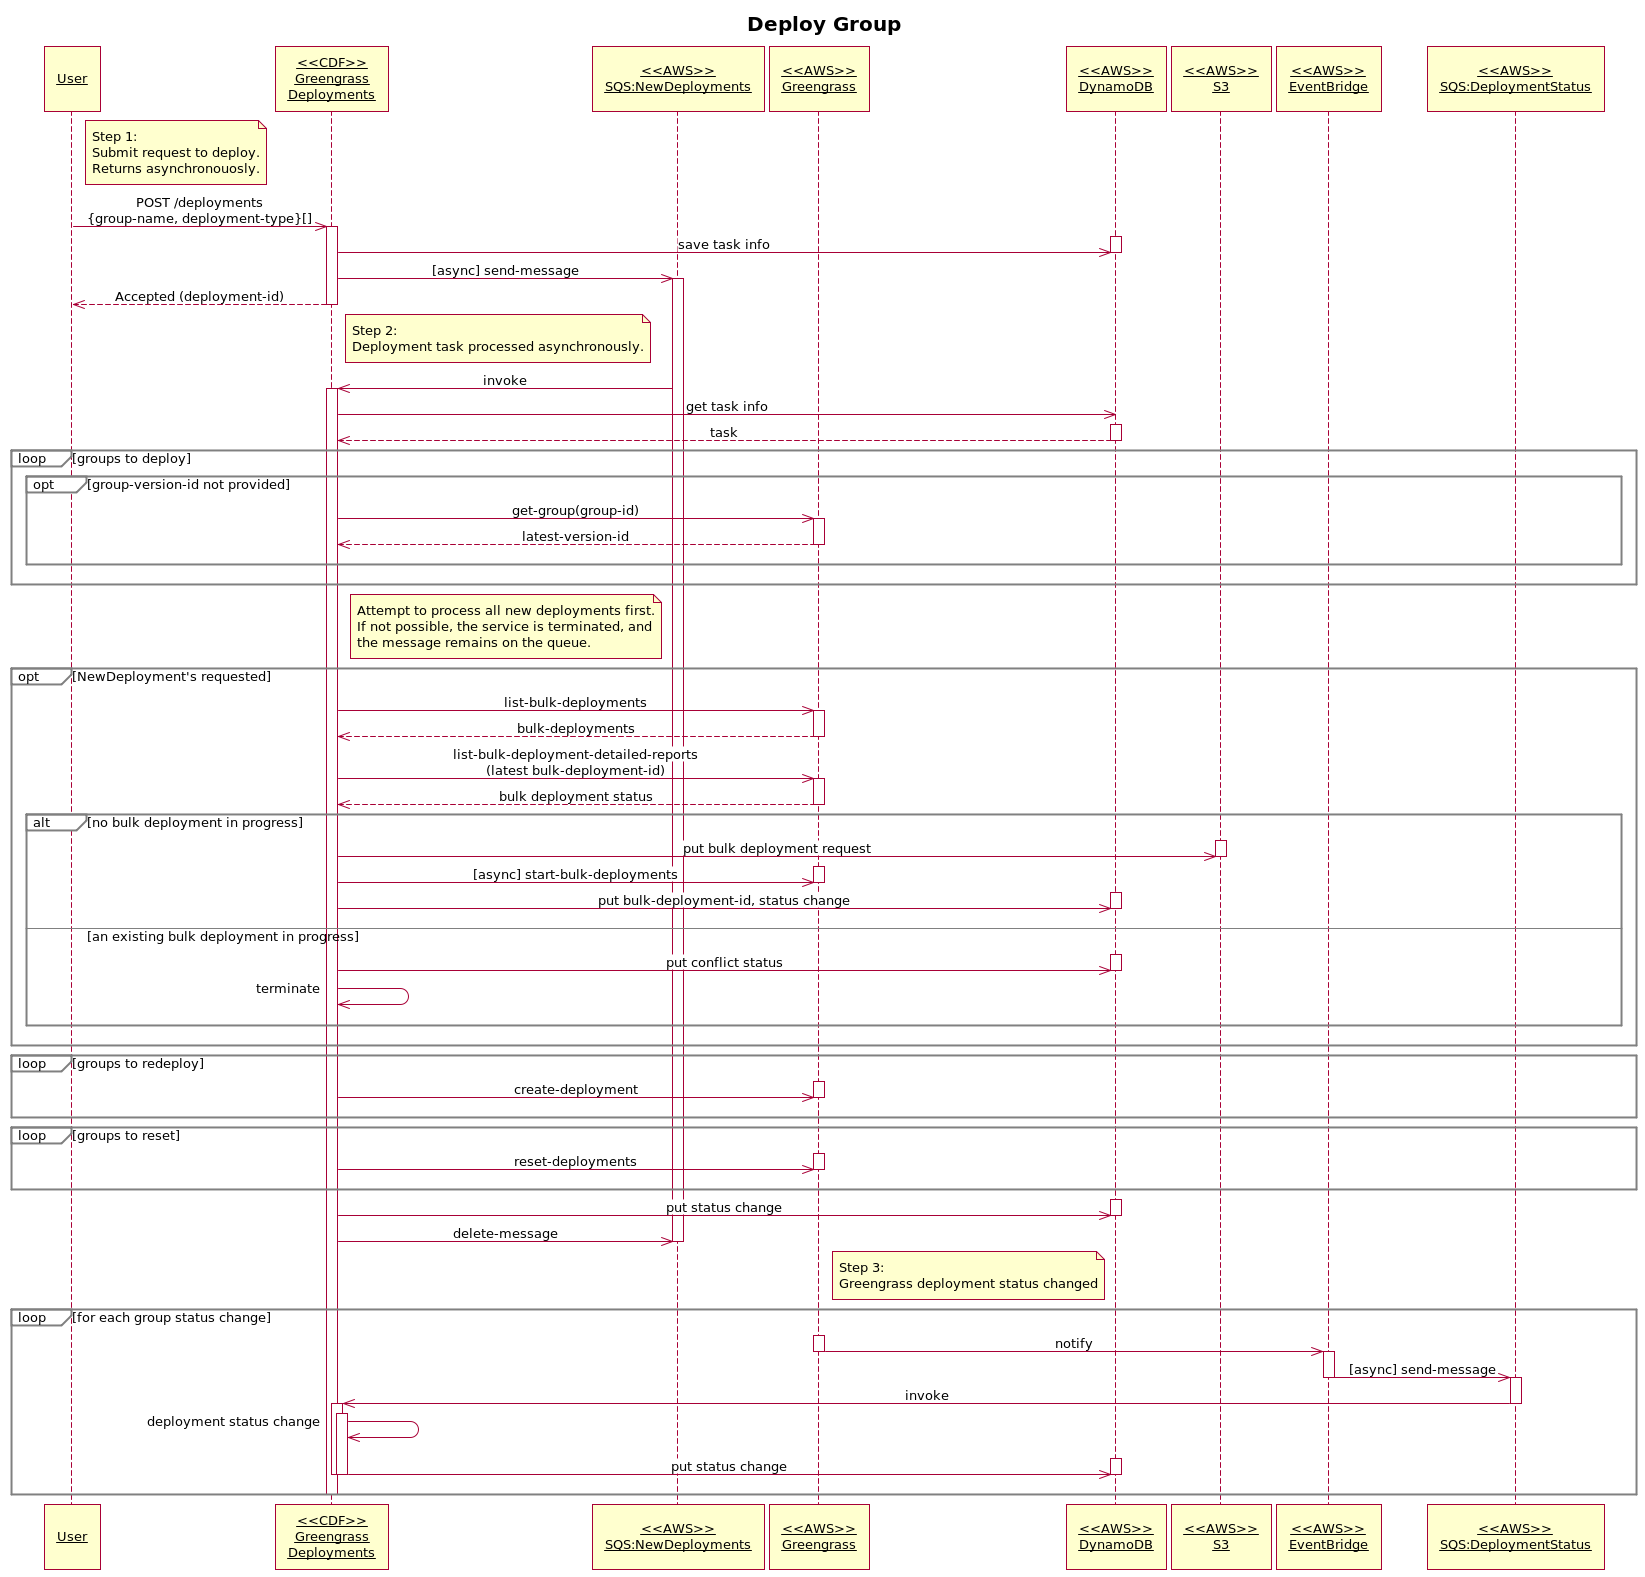 Deploy Group
User
<<CDF>>
Greengrass
Deployments
<<AWS>>
SQS:NewDeployments
<<AWS>>
Greengrass
<<AWS>>
DynamoDB
<<AWS>>
S3
<<AWS>>
EventBridge
<<AWS>>
SQS:DeploymentStatus
Step 1:
Submit request to deploy.
Returns asynchronouosly.
POST /deployments
{group-name, deployment-type}[]
save task info
[async] send-message
Accepted (deployment-id)
Step 2:
Deployment task processed asynchronously.
invoke
get task info
task
loop [groups to deploy]
opt [group-version-id not provided]
get-group(group-id)
latest-version-id
Attempt to process all new deployments first.
If not possible, the service is terminated, and
the message remains on the queue.
opt [NewDeployment's requested]
list-bulk-deployments
bulk-deployments
list-bulk-deployment-detailed-reports
(latest bulk-deployment-id)
bulk deployment status
alt [no bulk deployment in progress]
put bulk deployment request
[async] start-bulk-deployments
put bulk-deployment-id, status change
[an existing bulk deployment in progress]
put conflict status
terminate
loop [groups to redeploy]
create-deployment
loop [groups to reset]
reset-deployments
put status change
delete-message
Step 3:
Greengrass deployment status changed
loop [for each group status change]
notify
[async] send-message
invoke
deployment status change
put status change
User
<<CDF>>
Greengrass
Deployments
<<AWS>>
SQS:NewDeployments
<<AWS>>
Greengrass
<<AWS>>
DynamoDB
<<AWS>>
S3
<<AWS>>
EventBridge
<<AWS>>
SQS:DeploymentStatus